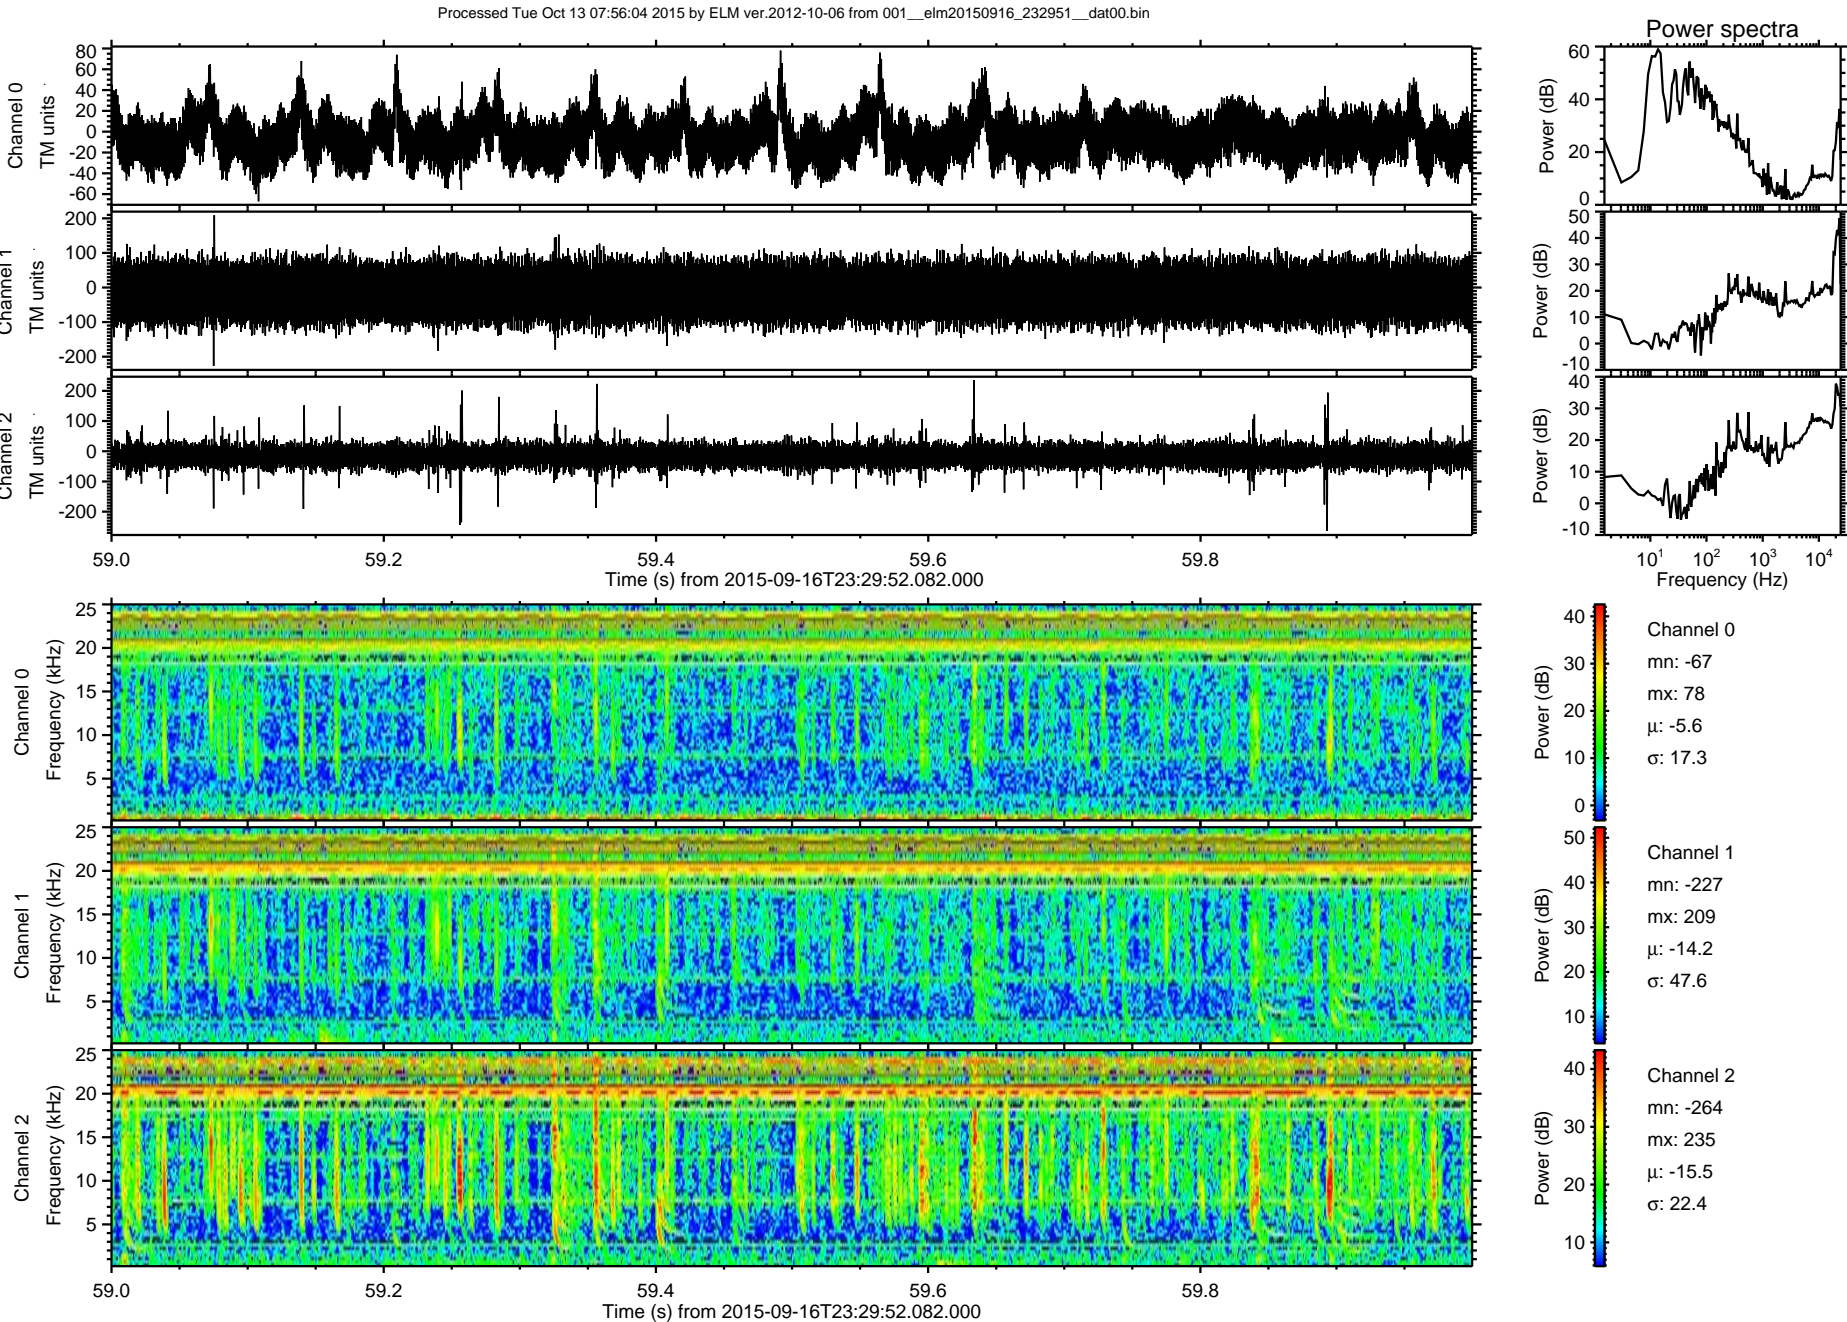 Processed Tue Oct 13 07:56:04 2015 by ELM ver.2012-10-06 from 001__elm20150916_232951__dat00.bin
Power spectra
Channel 0
TM units
80
60
40
20
0
-20
-40
-60
Power (dB)
60
40
20
0
Channel 1
TM units
200
100
0
-100
-200
Power (dB)
50
40
30
20
10
0
-10
Channel 2
TM units
200
100
0
-100
-200
Power (dB)
40
30
20
10
0
-10
59.0 59.2 59.4 59.6 59.8
Time (s) from 2015-09-16T23:29:52.082.000
10¹ 10² 10³ 10⁴
Frequency (Hz)
Channel 0
Frequency (kHz)
25
20
15
10
5
Power (dB)
40
30
20
10
0
Channel 0
mn: -67
mx: 78
μ: -5.6
σ: 17.3
Channel 1
Frequency (kHz)
25
20
15
10
5
Power (dB)
50
40
30
20
10
Channel 1
mn: -227
mx: 209
μ: -14.2
σ: 47.6
Channel 2
Frequency (kHz)
25
20
15
10
5
Power (dB)
40
30
20
10
Channel 2
mn: -264
mx: 235
μ: -15.5
σ: 22.4
59.0 59.2 59.4 59.6 59.8
Time (s) from 2015-09-16T23:29:52.082.000